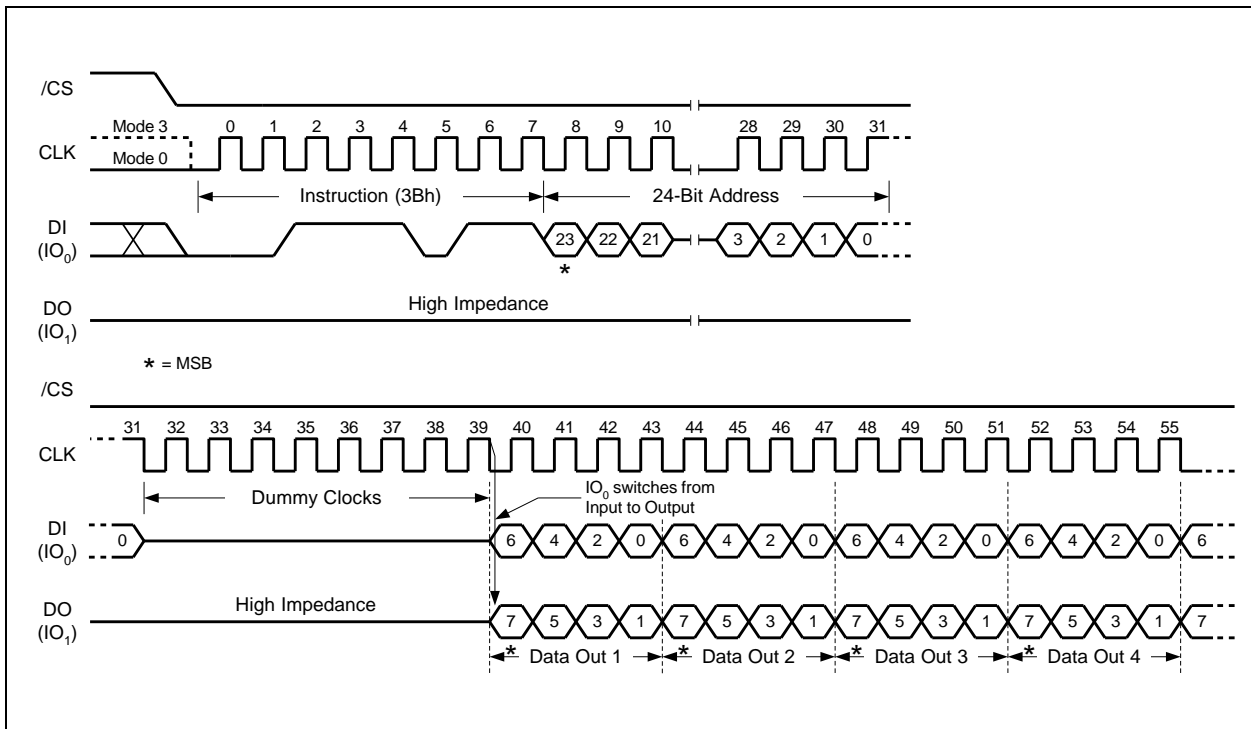 /CS
Mode 3 0 1 2 3 4 5 6 7 8 9 10 28 29 30 31
CLK Mode 0
Instruction (3Bh) 24-Bit Address
DI
(IO0) 23 22 21 3 2 1 0
*
DO High Impedance
(IO1)
* = MSB
/CS
31 32 33 34 35 36 37 38 39 40 41 42 43 44 45 46 47 48 49 50 51 52 53 54 55
CLK
Dummy Clocks IO0 switches from
Input to Output
DI
(IO0) 0 6 4 2 0 6 4 2 0 6 4 2 0 6 4 2 0 6
DO High Impedance
(IO1) 7 5 3 1 7 5 3 1 7 5 3 1 7 5 3 1 7
* Data Out 1 * Data Out 2 * Data Out 3 * Data Out 4